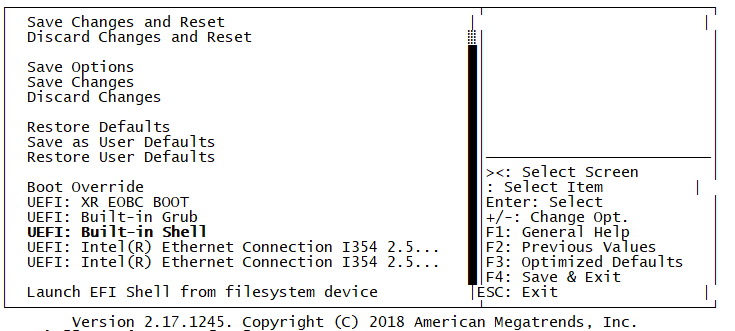 Save Changes and Reset
Discard Changes and Reset
Save Options
Save Changes
Discard Changes
Restore Defaults
Save as User Defaults
Restore User Defaults
Boot Override
UEFI: XR EOBC BOOT
UEFI: Built-in Grub
UEFI: Built-in Shell
UEFI: Intel(R) Ethernet Connection I354 2.5...
UEFI: Intel(R) Ethernet Connection I354 2.5...
Launch EFI Shell from filesystem device
><: Select Screen
: Select Item
Enter: Select
+/-: Change Opt.
F1: General Help
F2: Previous Values
F3: Optimized Defaults
F4: Save & Exit
ESC: Exit
Version 2.17.1245. Copyright (C) 2018 American Megatrends, Inc.